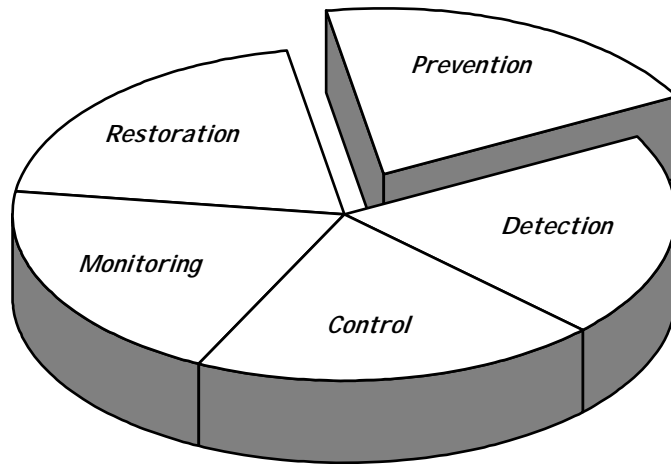 Prevention
Restoration
Detection
Monitoring
Control